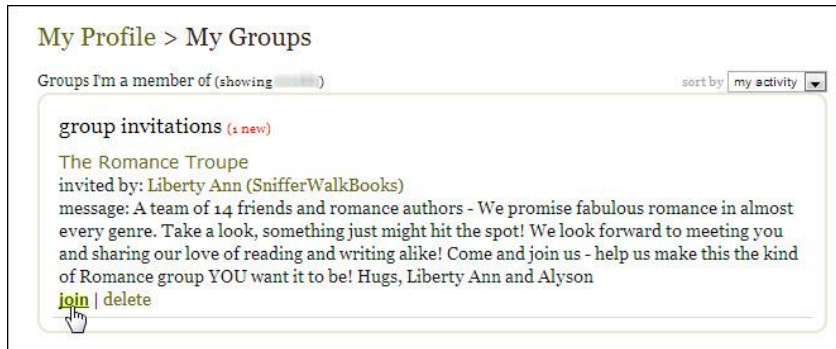 My Profile > My Groups
Groups I'm a member of (showing )
sort by my activity
group invitations (1 new)
The Romance Troupe
invited by: Liberty Ann (SnifferWalkBooks)
message: A team of 14 friends and romance authors - We promise fabulous romance in almost
every genre. Take a look, something just might hit the spot! We look forward to meeting you
and sharing our love of reading and writing alike! Come and join us - help us make this the kind
of Romance group YOU want it to be! Hugs, Liberty Ann and Alyson
join | delete